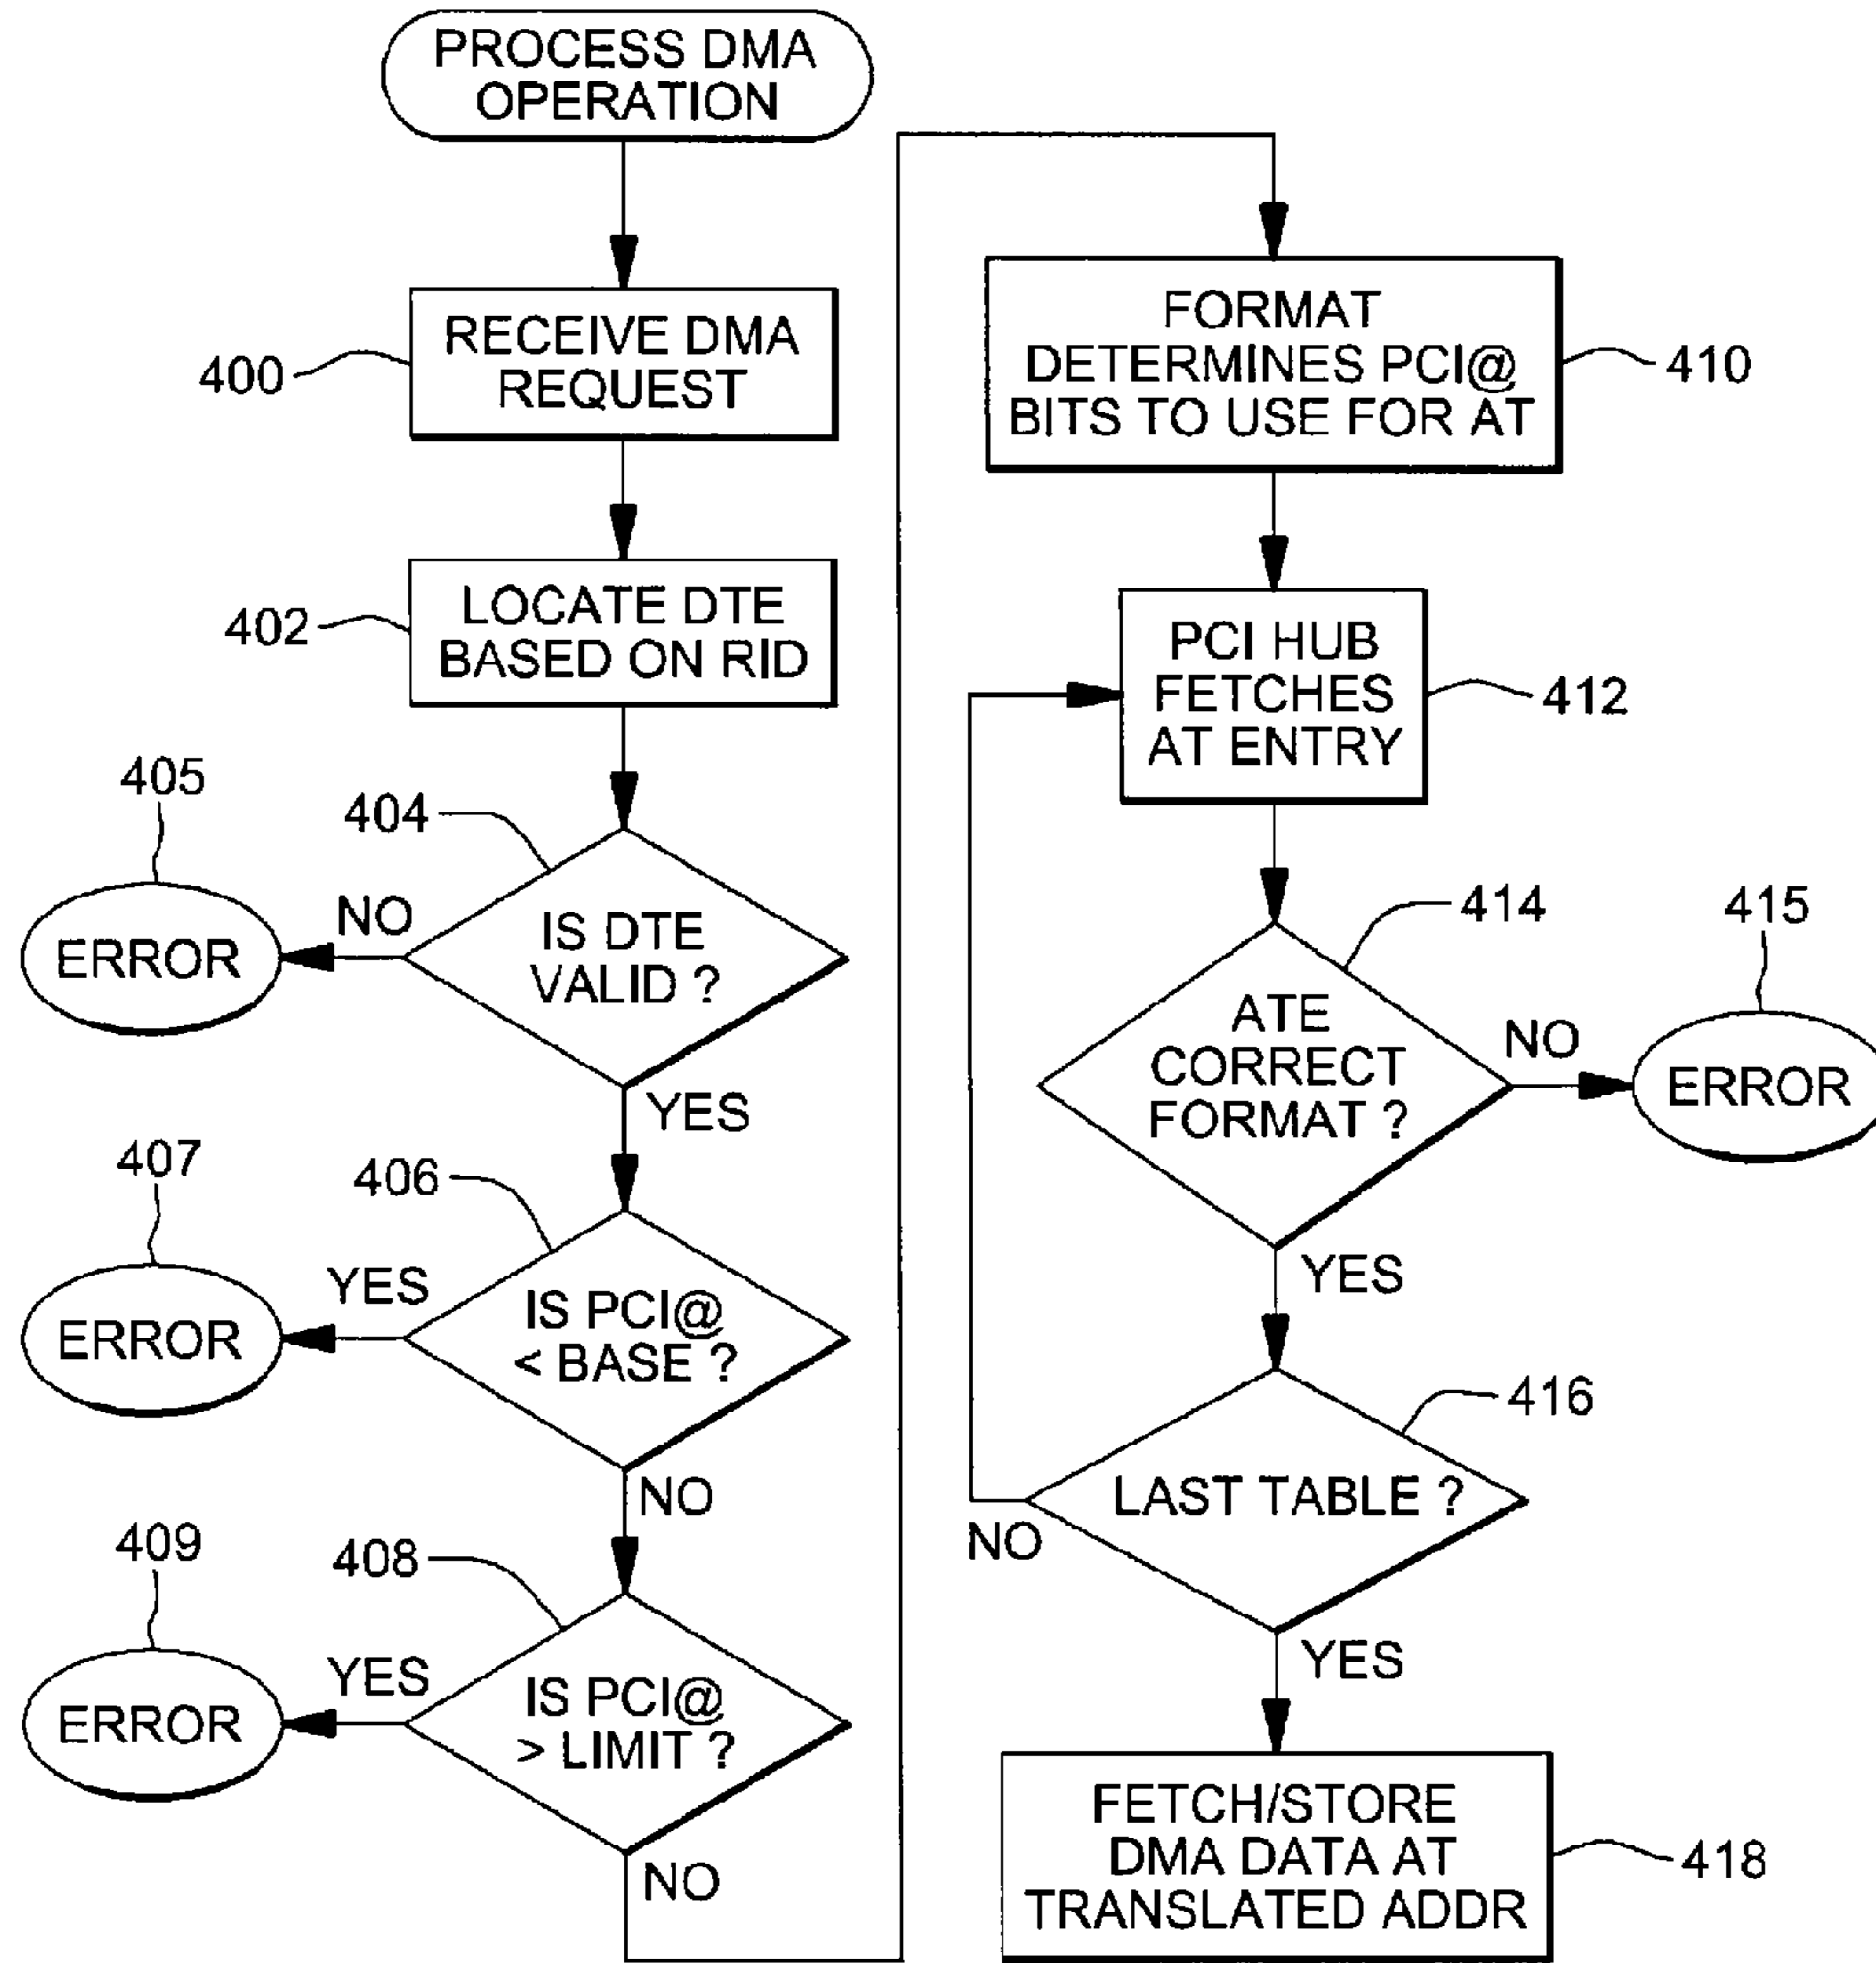 PROCESS DMA
OPERATION
400
RECEIVE DMA
REQUEST
402
LOCATE DTE
BASED ON RID
404
IS DTE
VALID ?
NO
405
ERROR
YES
406
IS PCI@
< BASE ?
YES
407
ERROR
NO
408
IS PCI@
> LIMIT ?
YES
409
ERROR
NO
FORMAT
DETERMINES PCI@
BITS TO USE FOR AT
410
PCI HUB
FETCHES
AT ENTRY
412
414
ATE
CORRECT
FORMAT ?
NO
415
ERROR
YES
416
LAST TABLE ?
NO
YES
FETCH/STORE
DMA DATA AT
TRANSLATED ADDR
418